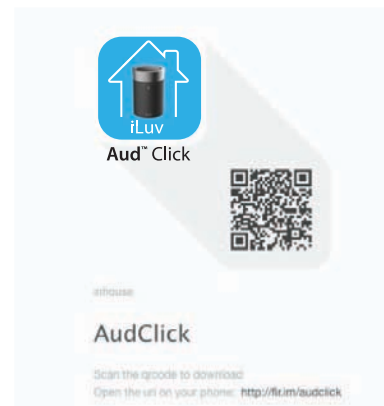 iLuv
Aud™ Click
inhouse
AudClick
Scan the qrcode to download
Open the url on your phone: http://fir.im/audclick